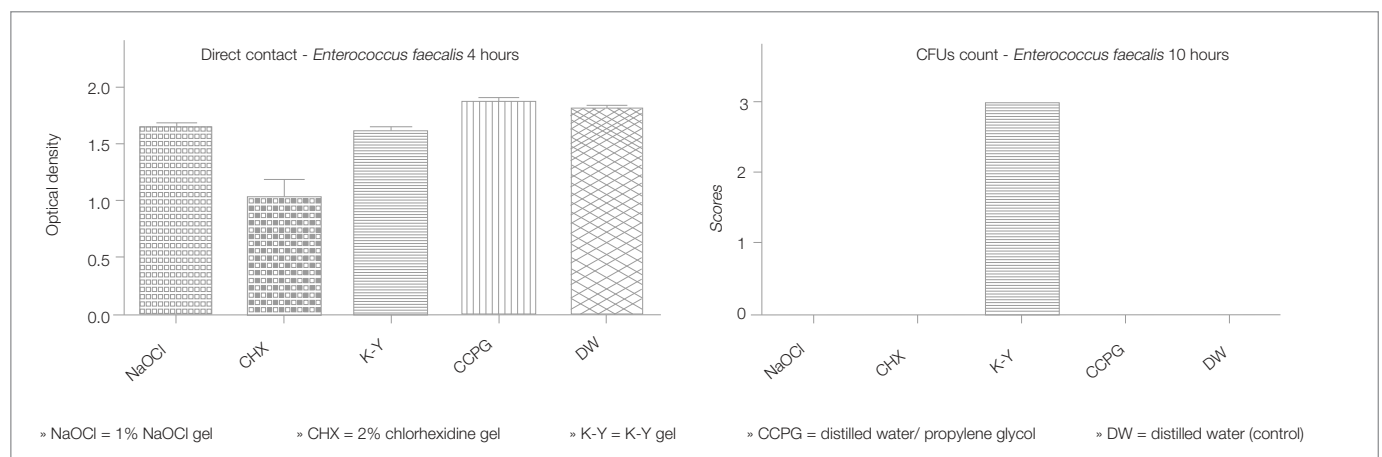 Direct contact - Enterococcus faecalis 4 hours
Optical density
2.0
1.5
1.0
0.5
0.0
NaOCl
CHX
K-Y
CCPG
DW
CFUs count - Enterococcus faecalis 10 hours
Scores
3
2
1
0
NaOCl
CHX
K-Y
CCPG
DW
» NaOCl = 1% NaOCl gel » CHX = 2% chlorhexidine gel » K-Y = K-Y gel » CCPG = distilled water/ propylene glycol » DW = distilled water (control)